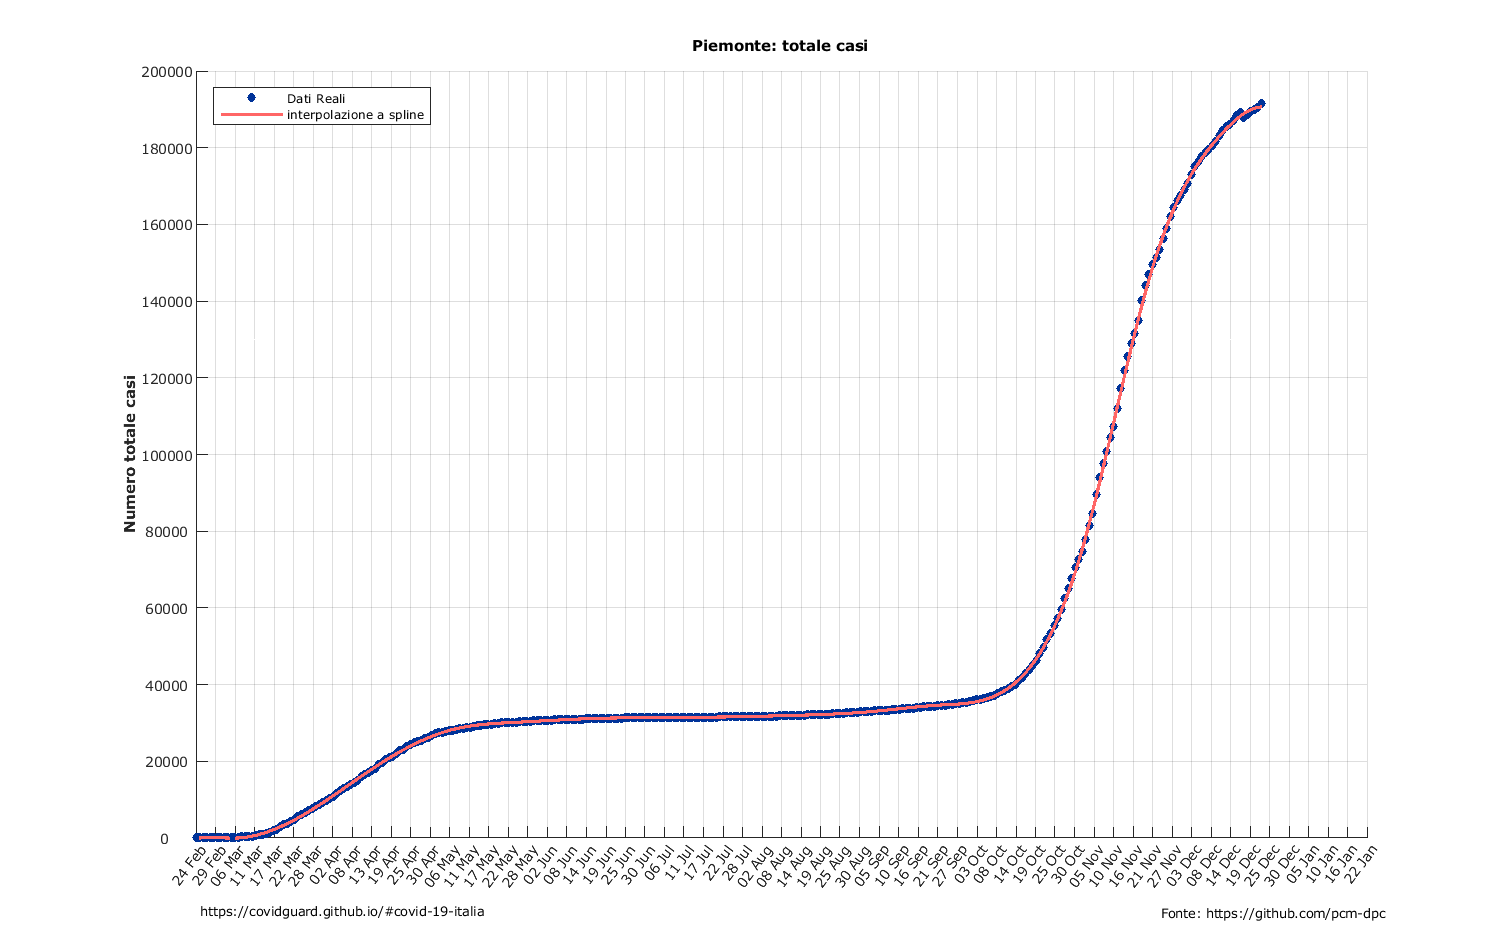 Piemonte: totale casi
Dati Reali
interpolazione a spline
Numero totale casi
200000
180000
160000
140000
120000
100000
80000
60000
40000
20000
0
24 Feb
29 Feb
06 Mar
11 Mar
17 Mar
22 Mar
28 Mar
02 Apr
08 Apr
13 Apr
19 Apr
25 Apr
30 Apr
06 May
11 May
17 May
22 May
28 May
02 Jun
08 Jun
14 Jun
19 Jun
25 Jun
30 Jun
06 Jul
11 Jul
17 Jul
22 Jul
28 Jul
02 Aug
08 Aug
14 Aug
19 Aug
25 Aug
30 Aug
05 Sep
10 Sep
16 Sep
21 Sep
27 Sep
03 Oct
08 Oct
14 Oct
19 Oct
25 Oct
30 Oct
05 Nov
10 Nov
16 Nov
21 Nov
27 Nov
03 Dec
08 Dec
14 Dec
19 Dec
25 Dec
30 Dec
05 Jan
10 Jan
16 Jan
22 Jan
https://covidguard.github.io/#covid-19-italia
Fonte: https://github.com/pcm-dpc